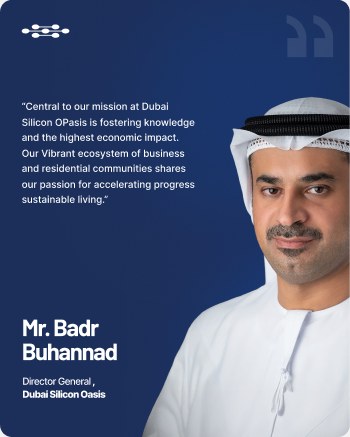 “Central to our mission at Dubai
Silicon OPasis is fostering knowledge
and the highest economic impact.
Our Vibrant ecosystem of business
and residential communities shares
our passion for accelerating progress
sustainable living.”
Mr. Badr
Buhannad
Director General ,
Dubai Silicon Oasis